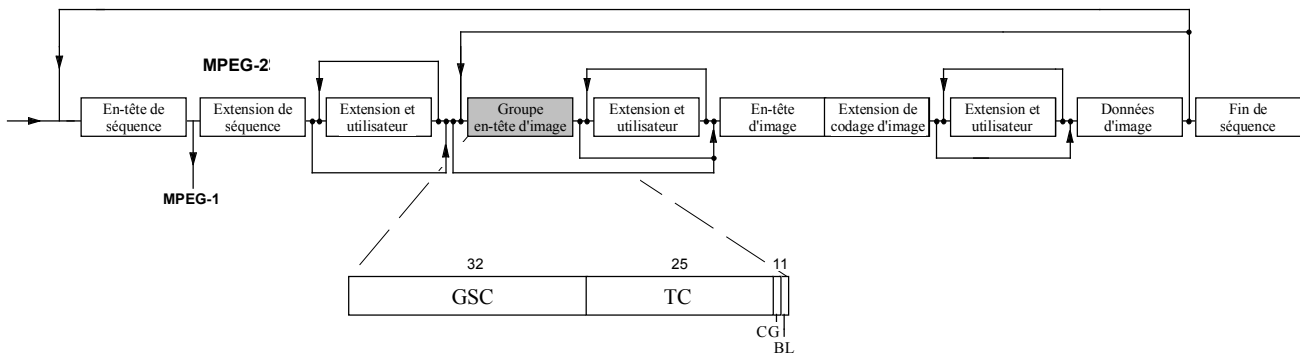 MPEG-2
En-tête de
séquence
Extension de
séquence
Extension et
utilisateur
Groupe
en-tête d'image
Extension et
utilisateur
En-tête
d'image
Extension de
codage d'image
Extension et
utilisateur
Données
d'image
Fin de
séquence
MPEG-1
32
25
11
GSC
TC
CG
BL